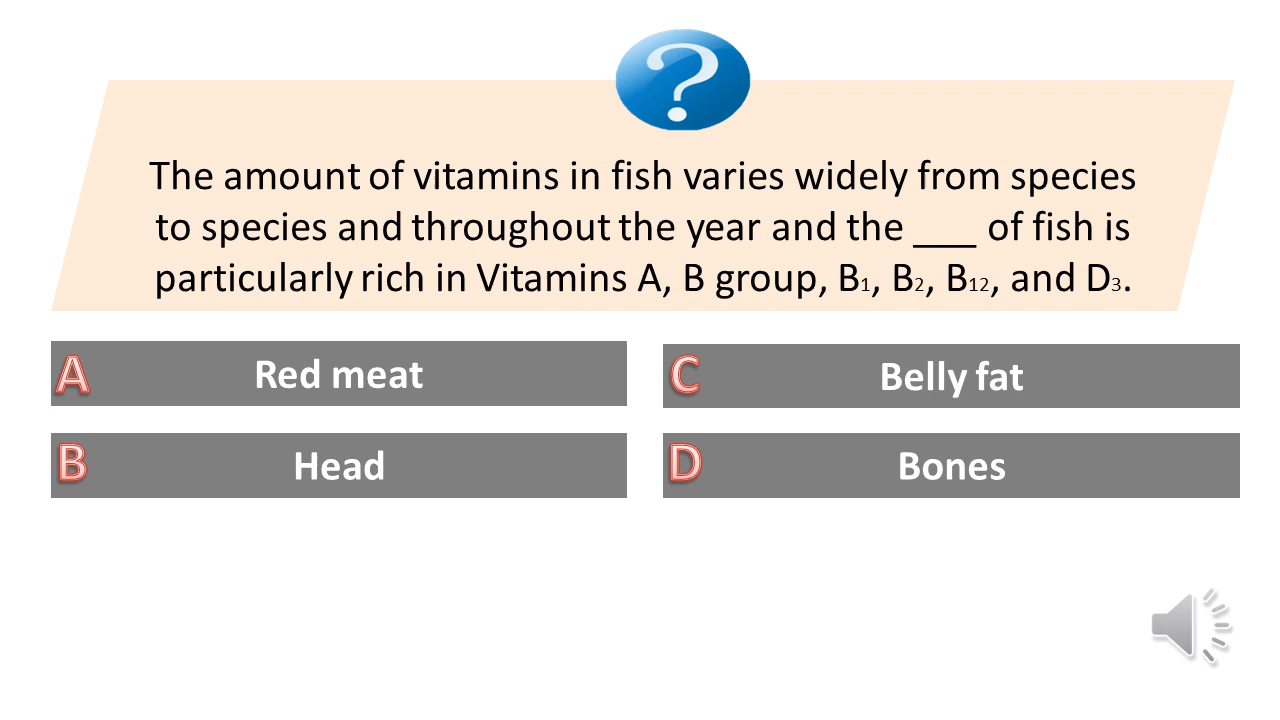 ?
The amount of vitamins in fish varies widely from species
to species and throughout the year and the ___ of fish is
particularly rich in Vitamins A, B group, B₁, B₂, B₁₂, and D₃.
A Red meat
C Belly fat
B Head
D Bones